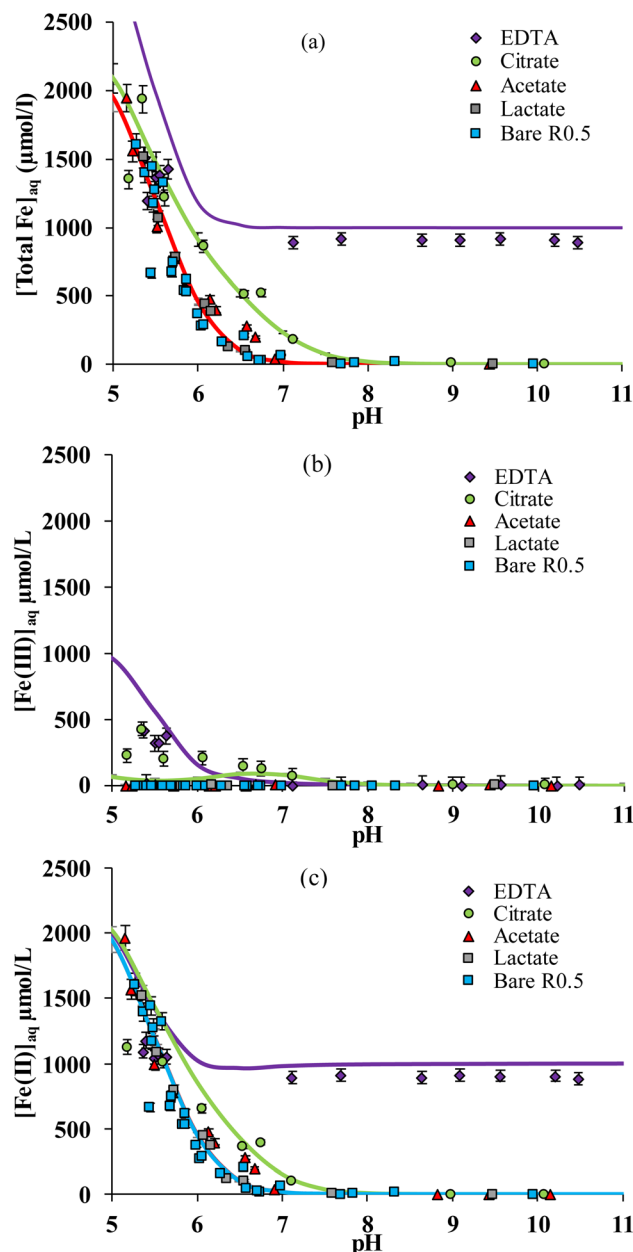 (a)
EDTA
Citrate
Acetate
Lactate
Bare R0.5
2500
2000
1500
1000
500
0
[Total Fe]aq (µmol/l)
5 6 7 8 9 10 11
pH
(b)
EDTA
Citrate
Acetate
Lactate
Bare R0.5
2500
2000
1500
1000
500
0
[Fe(III)]aq µmol/L
5 6 7 8 9 10 11
pH
(c)
EDTA
Citrate
Acetate
Lactate
Bare R0.5
2500
2000
1500
1000
500
0
[Fe(II)]aq µmol/L
5 6 7 8 9 10 11
pH